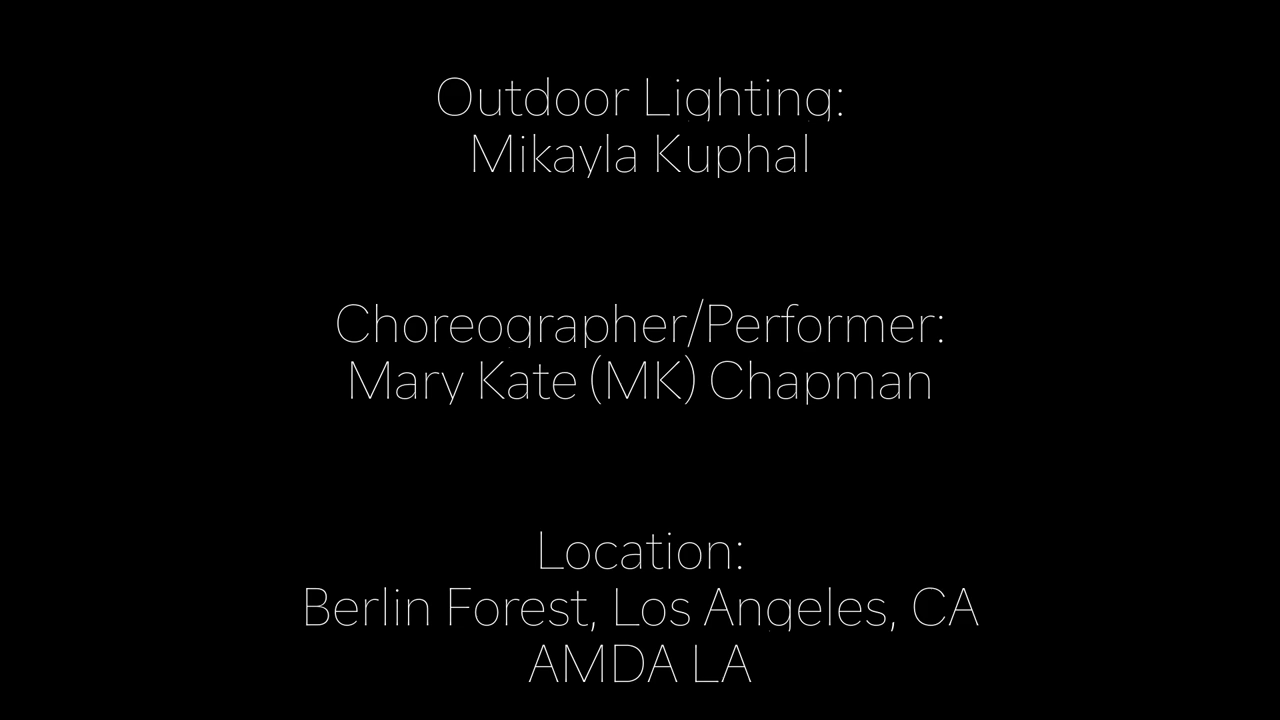 Outdoor Lighting:
Mikayla Kuphal
Choreographer/Performer:
Mary Kate (MK) Chapman
Location:
Berlin Forest, Los Angeles, CA
AMDA LA